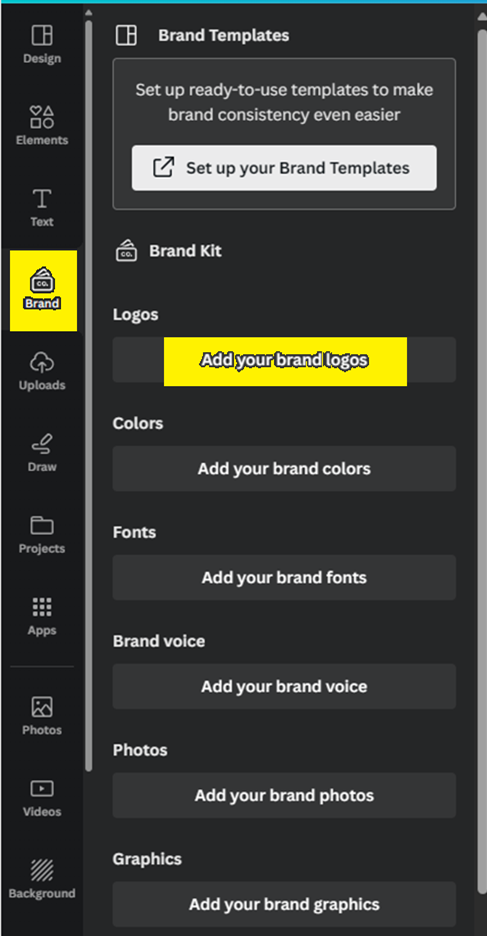 Design
Elements
Text
Brand
Uploads
Draw
Projects
Apps
Photos
Videos
Background
Brand Templates
Set up ready-to-use templates to make
brand consistency even easier
Set up your Brand Templates
CO.
Brand Kit
Logos
Add your brand logos
Colors
Add your brand colors
Fonts
Add your brand fonts
Brand voice
Add your brand voice
Photos
Add your brand photos
Graphics
Add your brand graphics